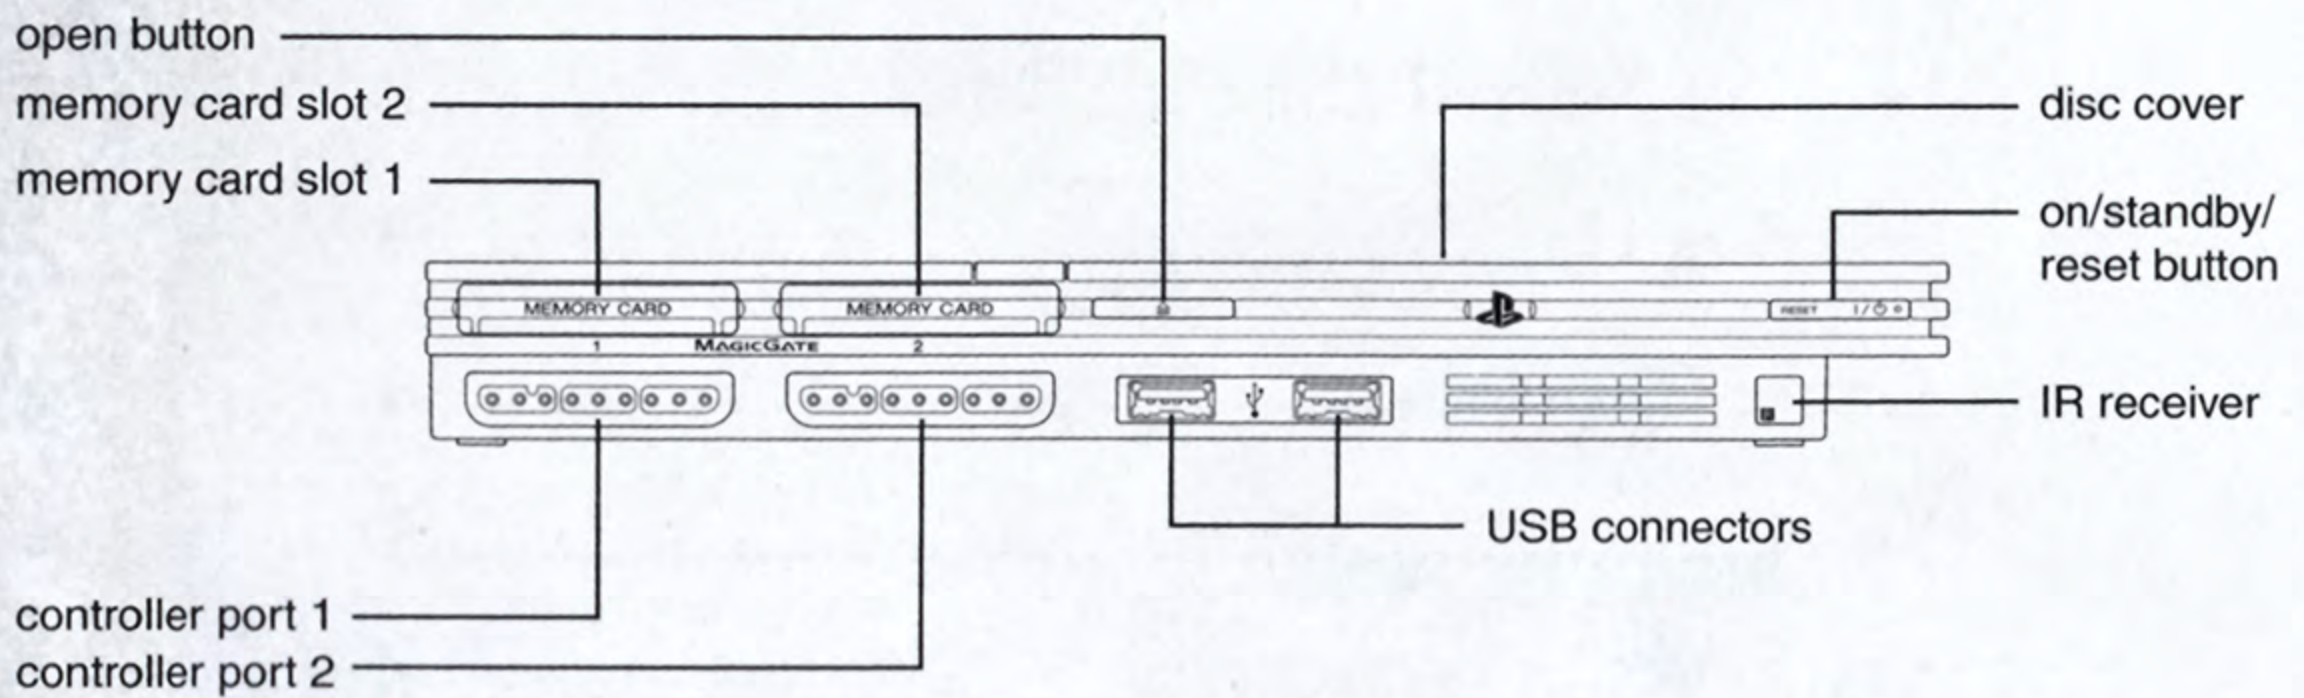 open button
memory card slot 2
memory card slot 1
disc cover
on/standby/
reset button
MEMORY CARD
MEMORY CARD
RESET
1
MAGICGATE
2
IR receiver
USB connectors
controller port 1
controller port 2